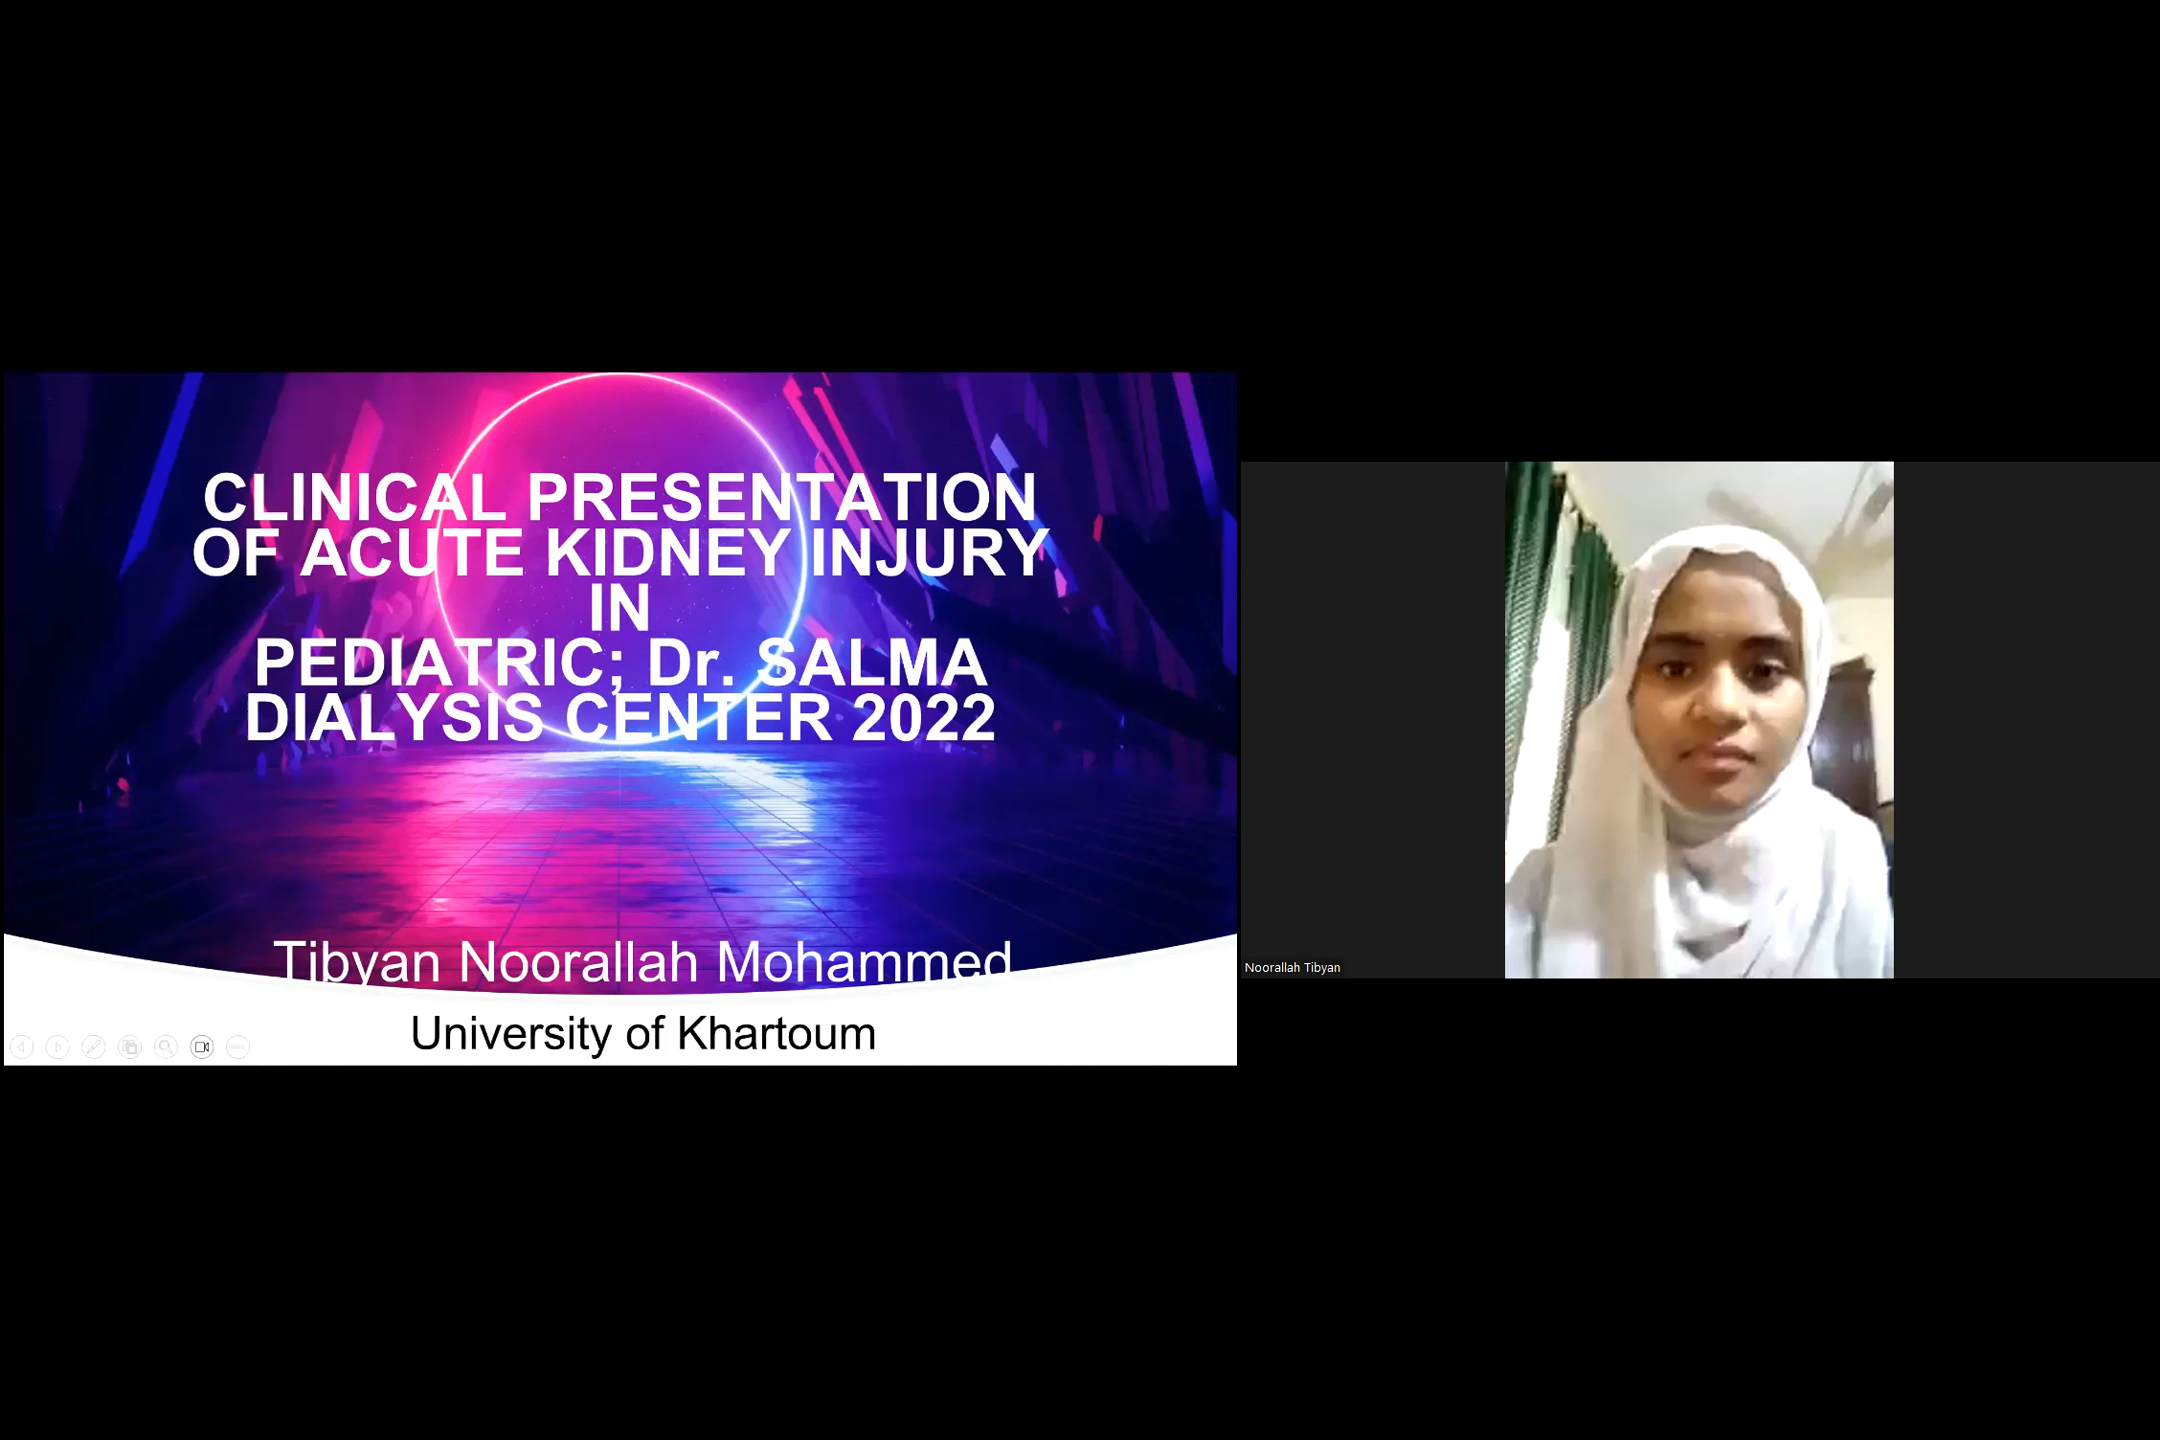 CLINICAL PRESENTATION
OF ACUTE KIDNEY INJURY
IN
PEDIATRIC; Dr. SALMA
DIALYSIS CENTER 2022
Tibyan Noorallah Mohammed
University of Khartoum
Noorallah Tibyan